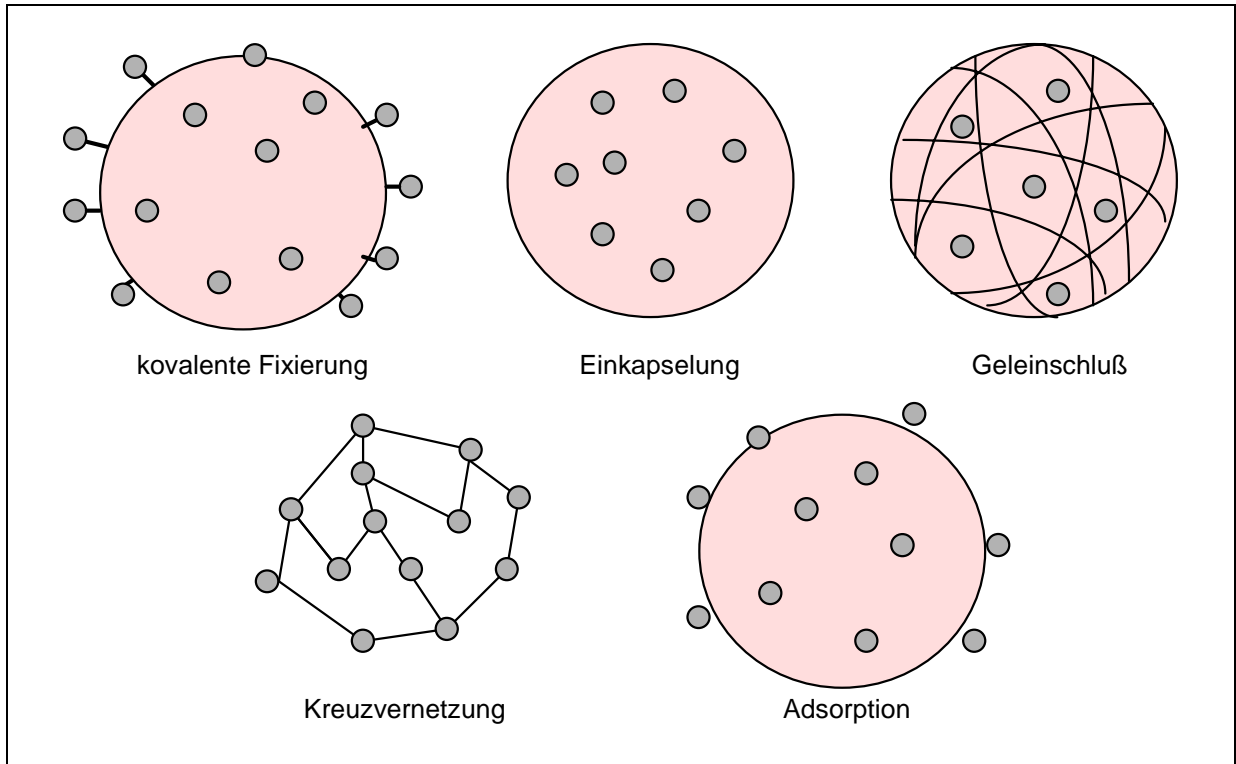 kovalente Fixierung
Einkapselung
Geleinschluß
Kreuzvernetzung
Adsorption